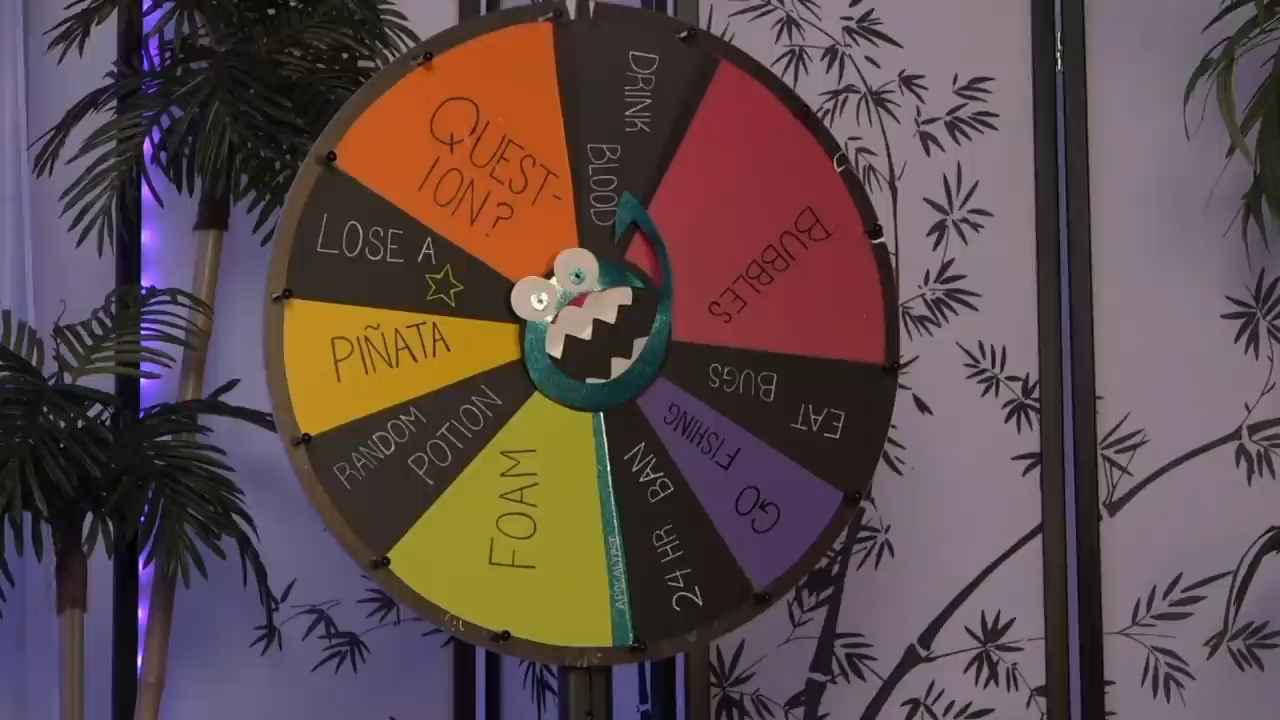 DRINK
BLOOD
BUBBLES
EAT
BUGS
GO
FISHING
24 HR. BAN
APOCALYPSE
FOAM
RANDOM
POTION
PIÑATA
LOSE A
QUEST-
ION?